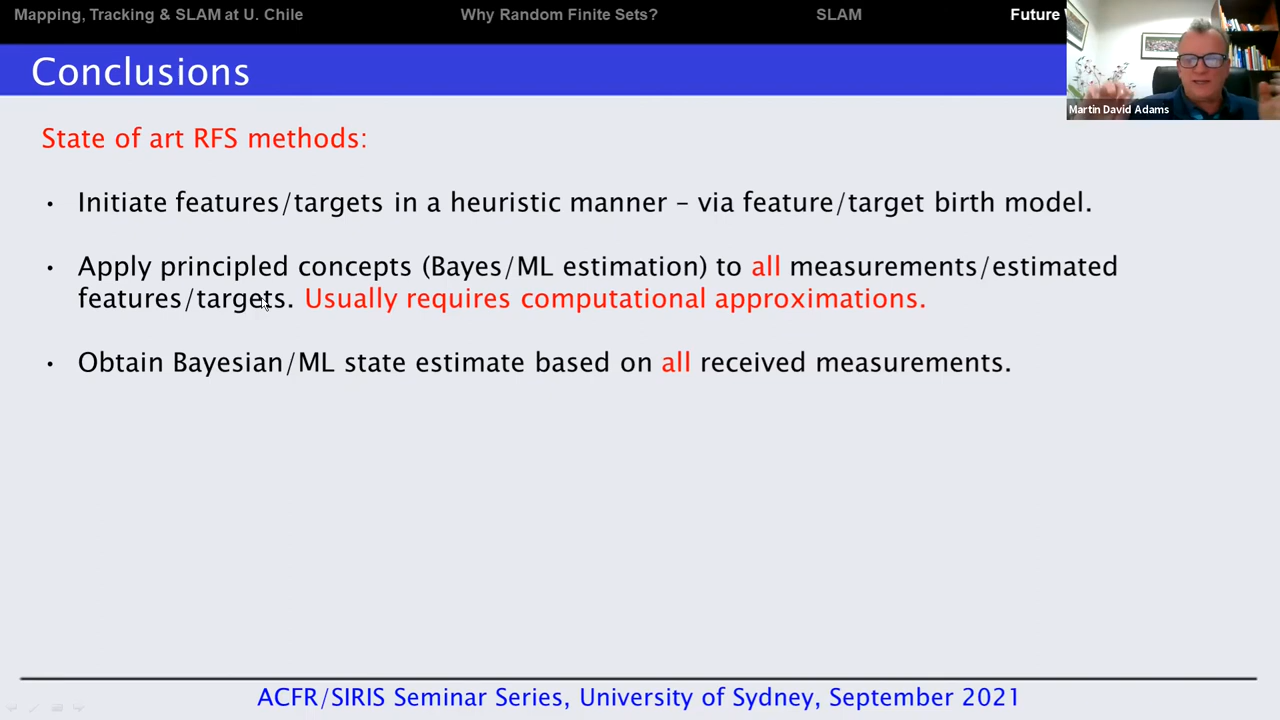 Mapping, Tracking & SLAM at U. Chile Why Random Finite Sets? SLAM Future
Conclusions
Martin David Adams
State of art RFS methods:
• Initiate features/targets in a heuristic manner – via feature/target birth model.
• Apply principled concepts (Bayes/ML estimation) to all measurements/estimated
features/targets. Usually requires computational approximations.
• Obtain Bayesian/ML state estimate based on all received measurements.
ACFR/SIRIS Seminar Series, University of Sydney, September 2021